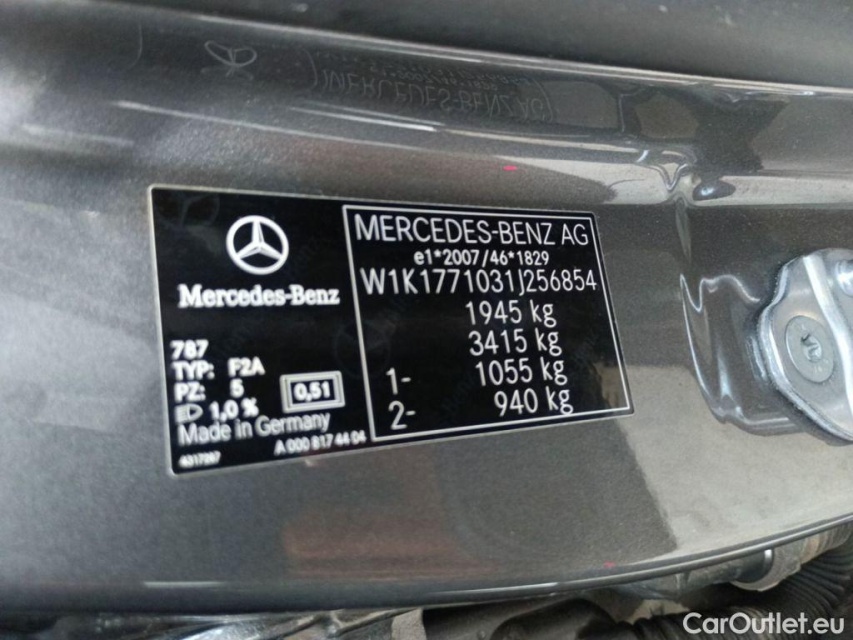 Mercedes-Benz
787
TYP: F2A
PZ: 5
1,0 %
0,51
Made in Germany
A 000 817 44 04
MERCEDES-BENZ AG
e1*2007/46*1829
W1K1771031J256854
1945 kg
3415 kg
1- 1055 kg
2- 940 kg
CarOutlet.eu